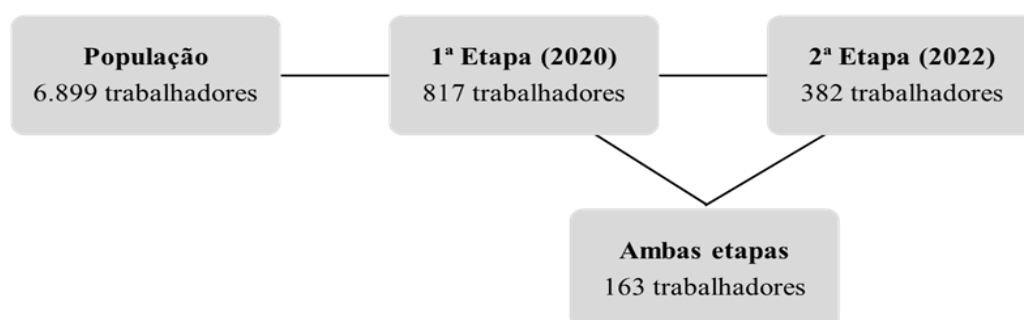 População
6.899 trabalhadores
1ª Etapa (2020)
817 trabalhadores
2ª Etapa (2022)
382 trabalhadores
Ambas etapas
163 trabalhadores